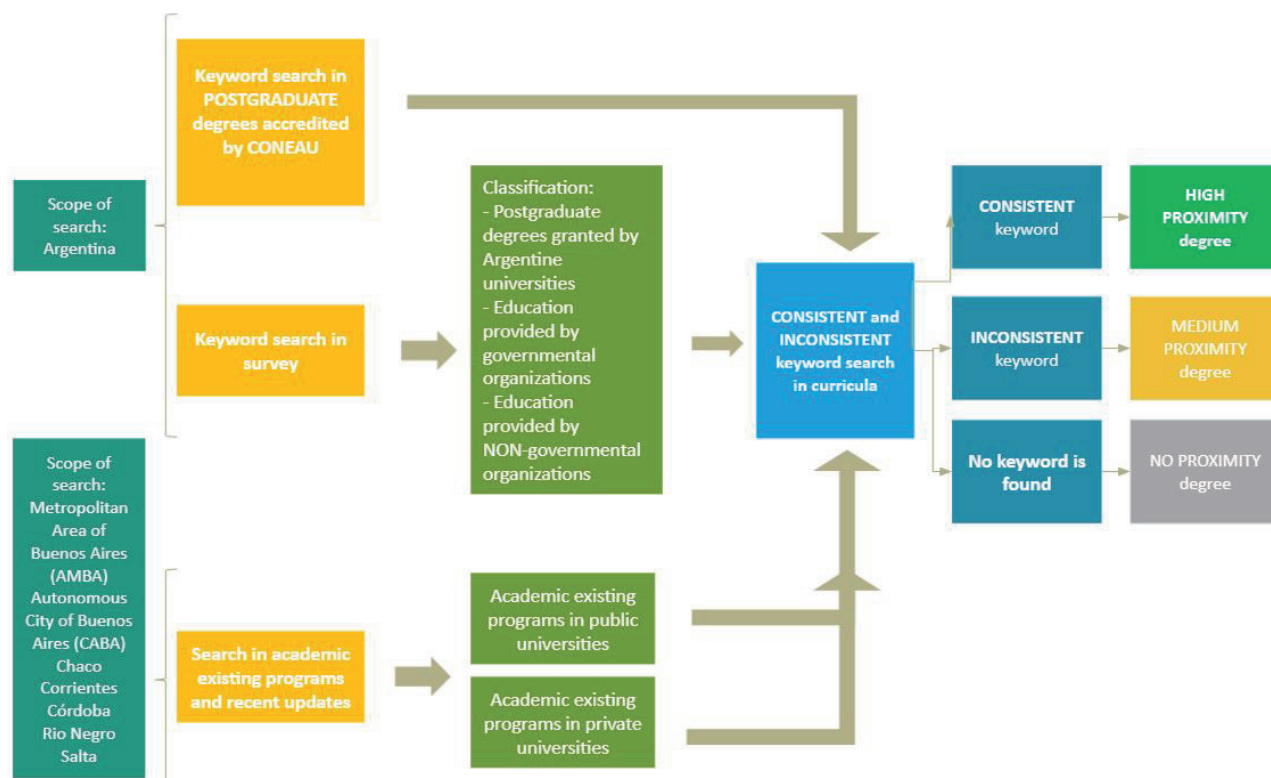 Scope of
search:
Argentina
Scope of
search:
Metropolitan
Area of
Buenos Aires
(AMBA)
Autonomous
City of Buenos
Aires (CABA)
Chaco
Corrientes
Córdoba
Rio Negro
Salta
Keyword search in
POSTGRADUATE
degrees accredited
by CONEAU
Keyword search in
survey
Search in academic
existing programs
and recent updates
Classification:
- Postgraduate
degrees granted by
Argentine
universities
- Education
provided by
governmental
organizations
- Education
provided by
NON-governmental
organizations
Academic existing
programs in public
universities
Academic existing
programs in private
universities
CONSISTENT and
INCONSISTENT
keyword search
in curricula
CONSISTENT
keyword
HIGH
PROXIMITY
degree
INCONSISTENT
keyword
MEDIUM
PROXIMITY
degree
No keyword is
found
NO PROXIMITY
degree